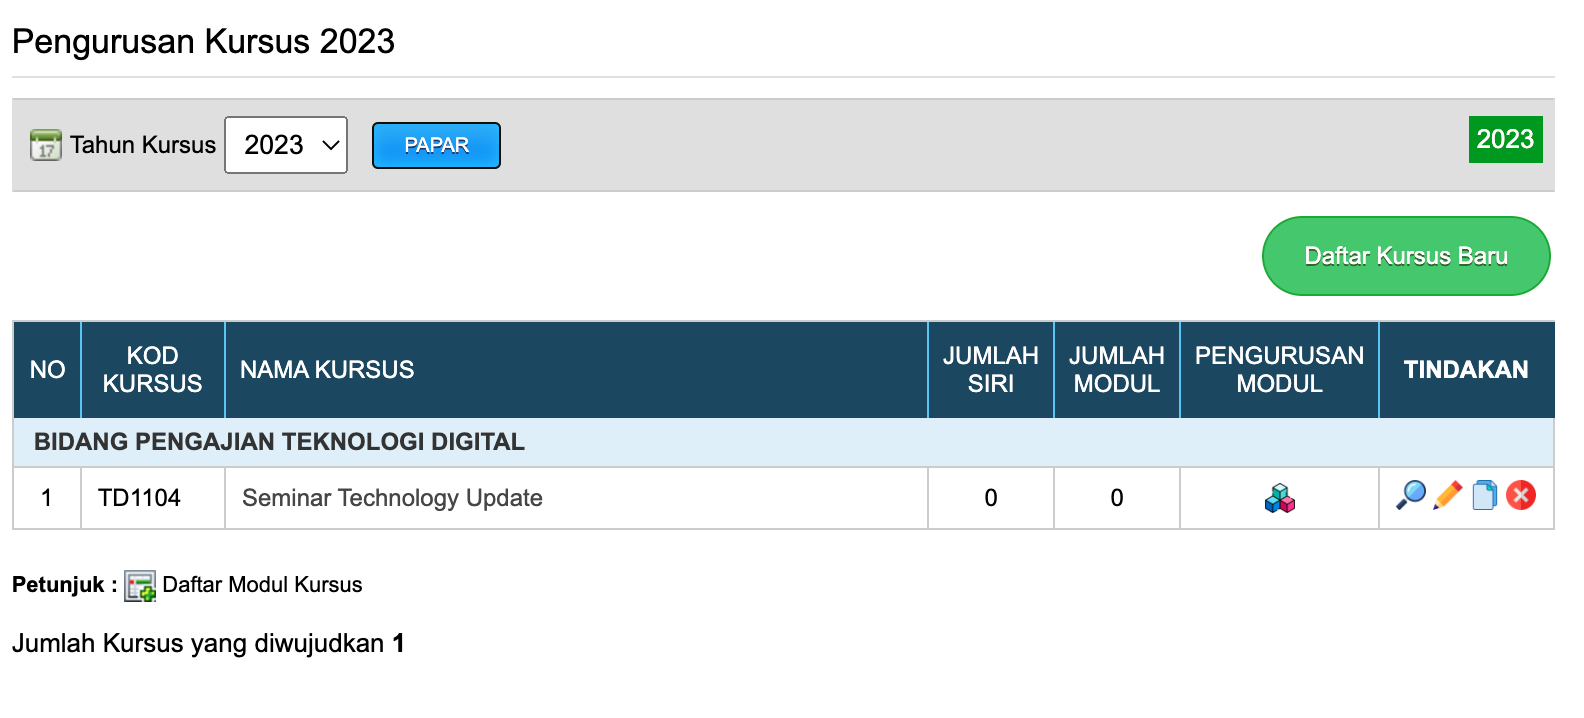 Pengurusan Kursus 2023
17 Tahun Kursus 2023 PAPAR 2023
Daftar Kursus Baru
NO KOD KURSUS NAMA KURSUS JUMLAH SIRI JUMLAH MODUL PENGURUSAN MODUL TINDAKAN
BIDANG PENGAJIAN TEKNOLOGI DIGITAL
1 TD1104 Seminar Technology Update 0 0
Petunjuk : Daftar Modul Kursus
Jumlah Kursus yang diwujudkan 1